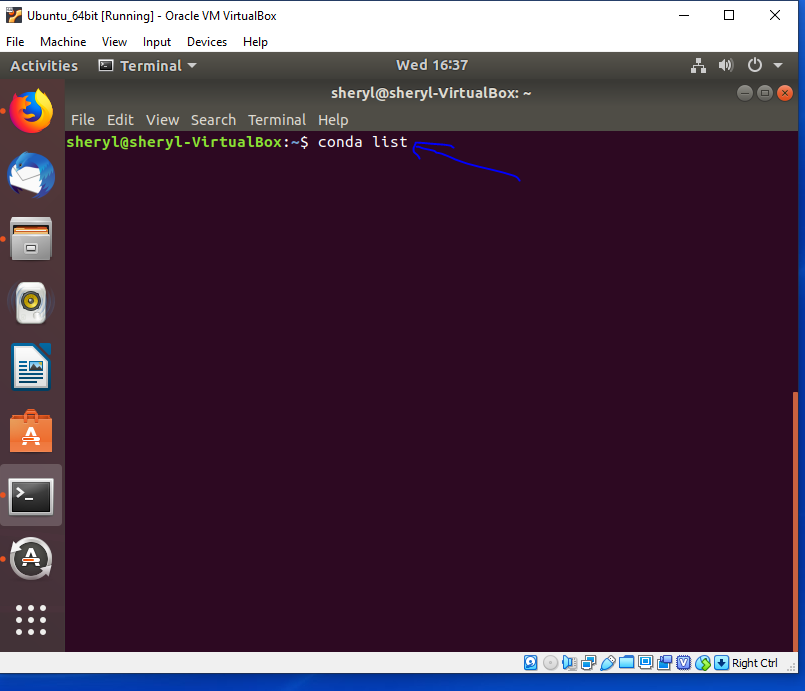 Ubuntu_64bit [Running] - Oracle VM VirtualBox
File Machine View Input Devices Help
Activities Terminal Wed 16:37
sheryl@sheryl-VirtualBox: ~
File Edit View Search Terminal Help
sheryl@sheryl-VirtualBox:~$ conda list
Right Ctrl